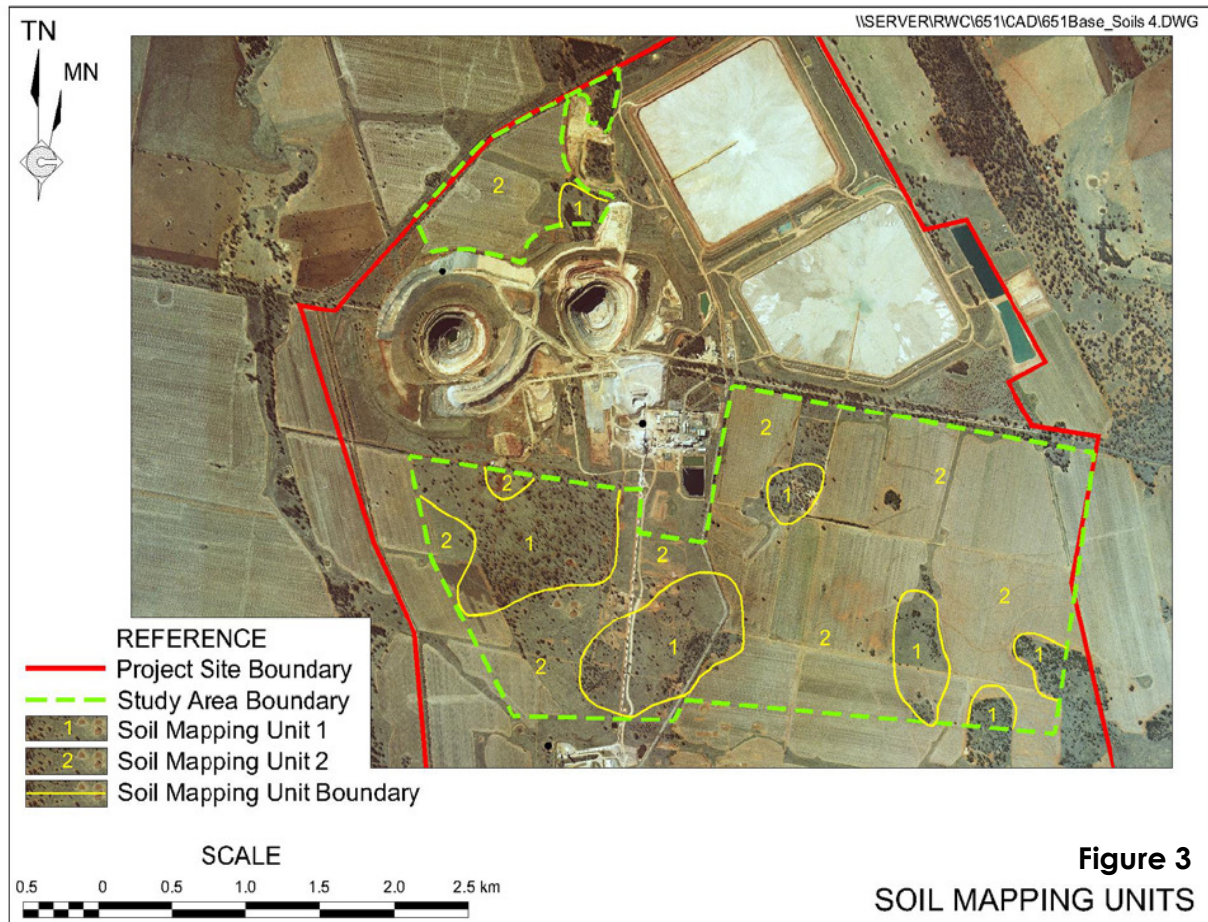 \\SERVER\RWC\651\CAD\651Base_Soils 4.DWG
TN
MN
2
1
2
2
2
1
2
1
2
2
1
2
1
1
2
1
REFERENCE
Project Site Boundary
Study Area Boundary
1 Soil Mapping Unit 1
2 Soil Mapping Unit 2
Soil Mapping Unit Boundary
SCALE
0.5 0 0.5 1.0 1.5 2.0 2.5 km
Figure 3
SOIL MAPPING UNITS